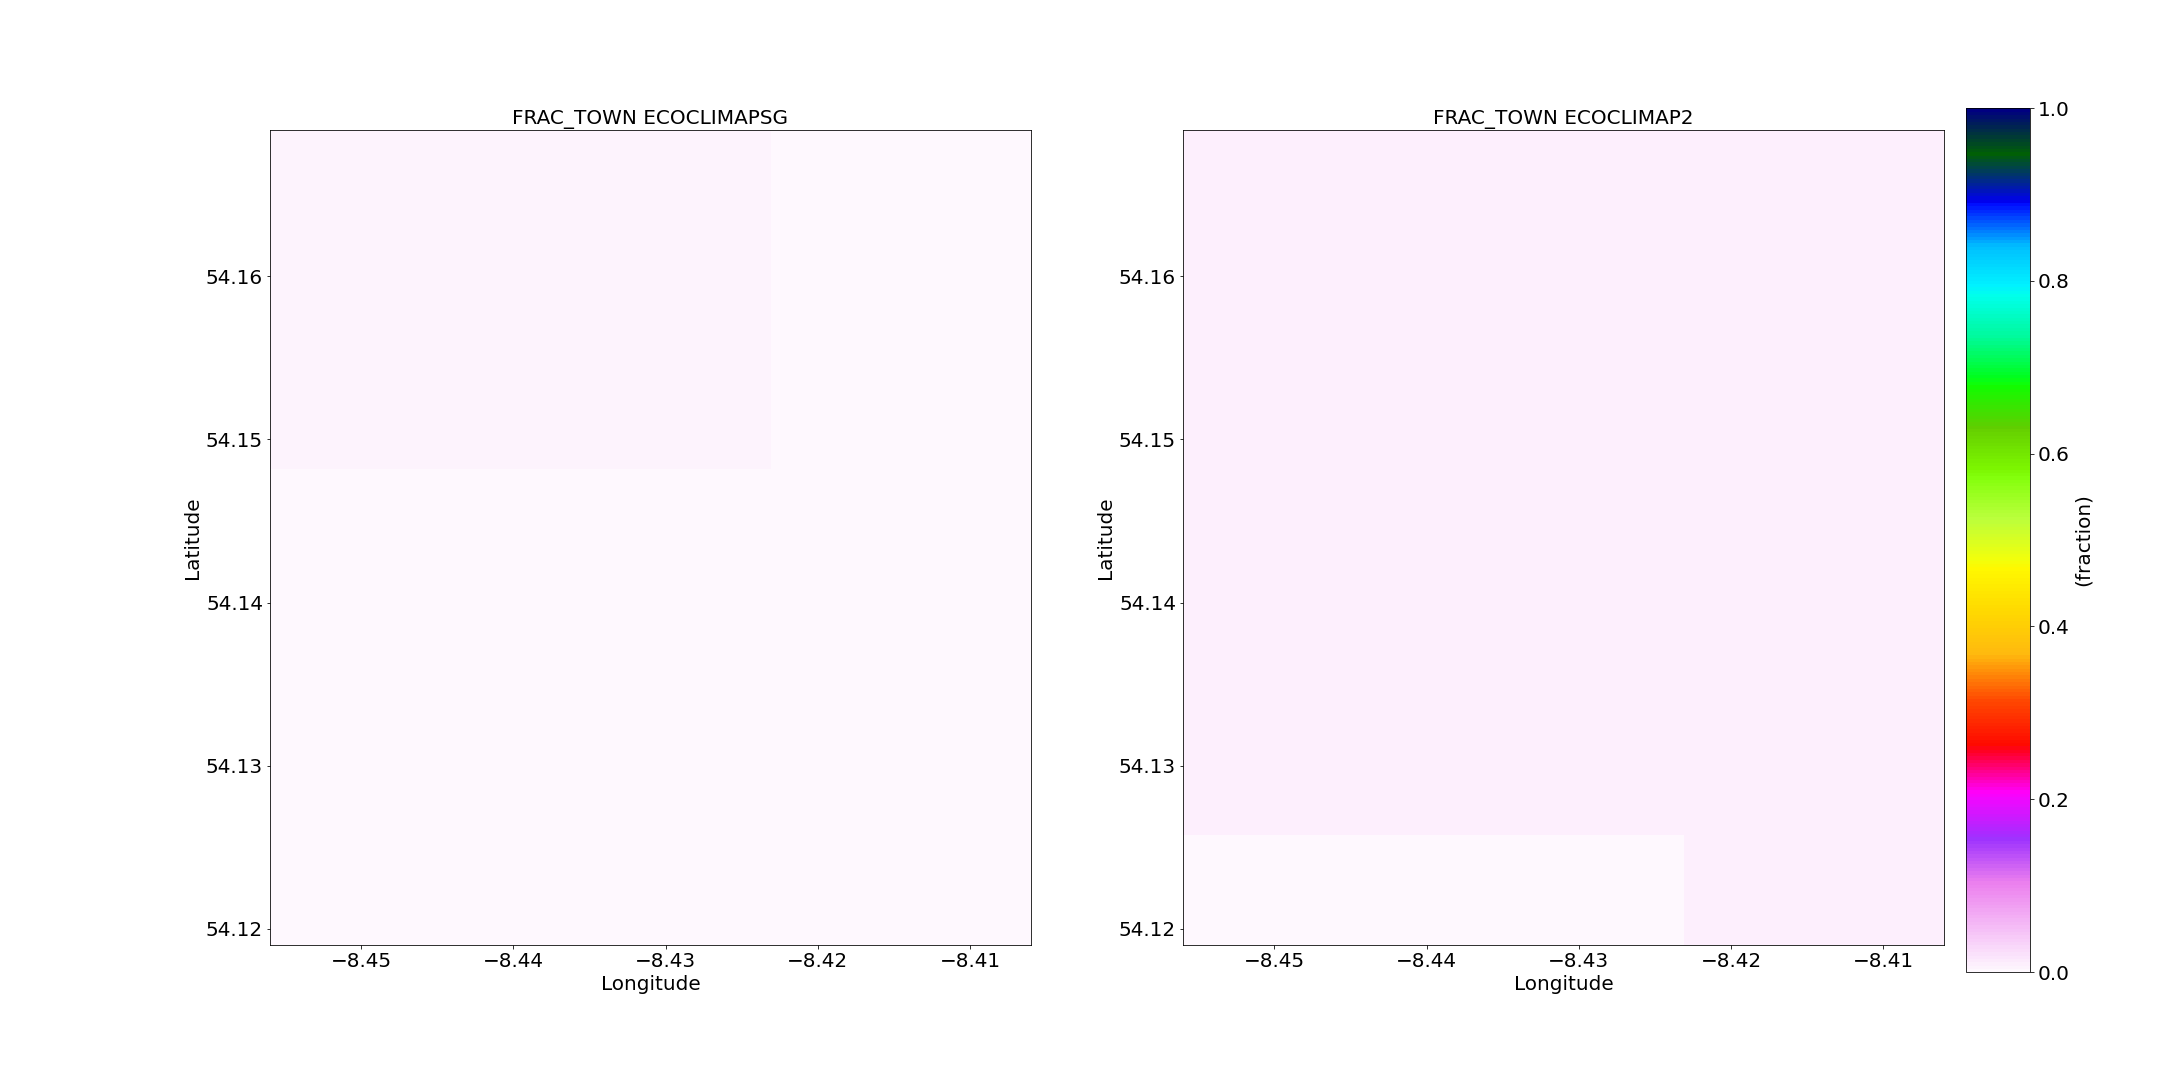 FRAC_TOWN ECOCLIMAPSG
54.16
54.15
54.14
54.13
54.12
Latitude
−8.45 −8.44 −8.43 −8.42 −8.41
Longitude
FRAC_TOWN ECOCLIMAP2
54.16
54.15
54.14
54.13
54.12
Latitude
−8.45 −8.44 −8.43 −8.42 −8.41
Longitude
1.0
0.8
0.6
0.4
0.2
0.0
(fraction)